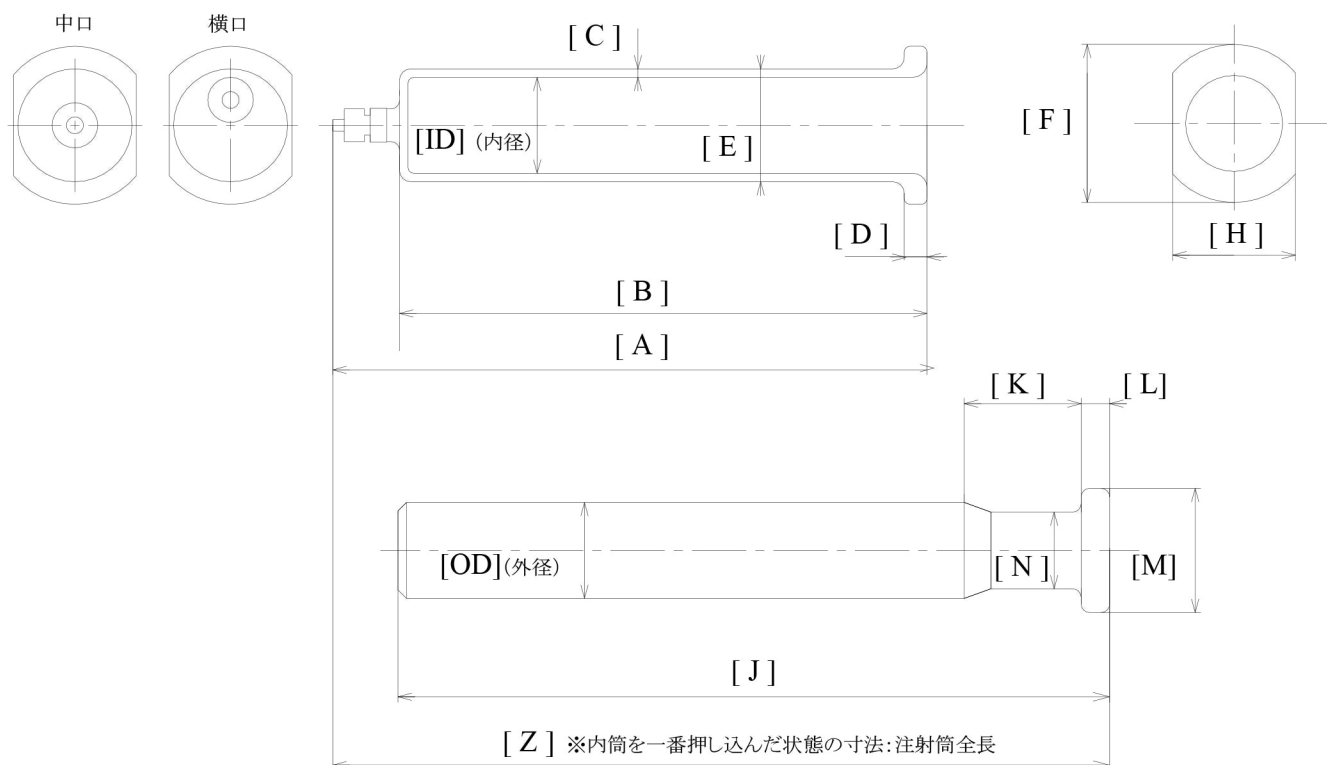 中口
横口
[ C ]
[ID] (内径)
[ E ]
[ F ]
[ D ]
[ H ]
[ B ]
[ A ]
[ K ]
[ L]
[OD](外径)
[ N ]
[M]
[ J ]
[ Z ] ※内筒を一番押し込んだ状態の寸法:注射筒全長